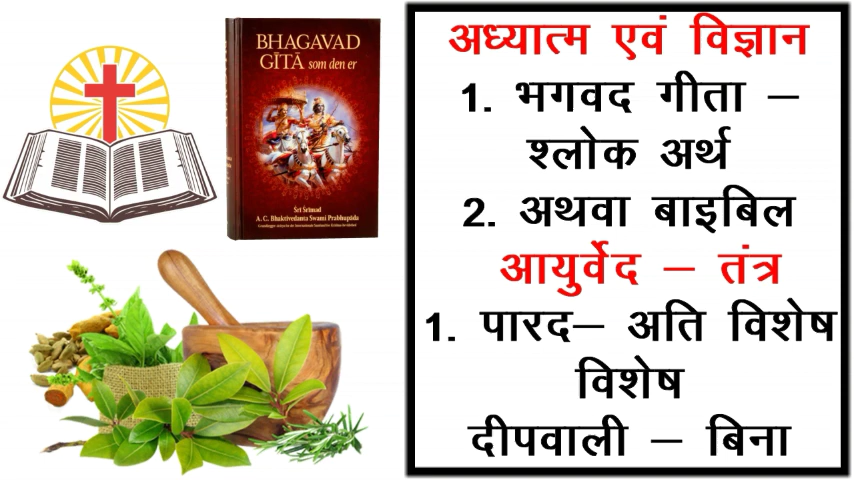 BHAGAVAD
GĪTĀ som den er
Śrī Śrīmad
A. C. Bhaktivedanta Swami Prabhupāda
अध्यात्म एवं विज्ञान
1. भगवद गीता –
श्लोक अर्थ
2. अथवा बाइबिल
आयुर्वेद – तंत्र
1. पारद– अति विशेष
विशेष
दीपवाली – बिना